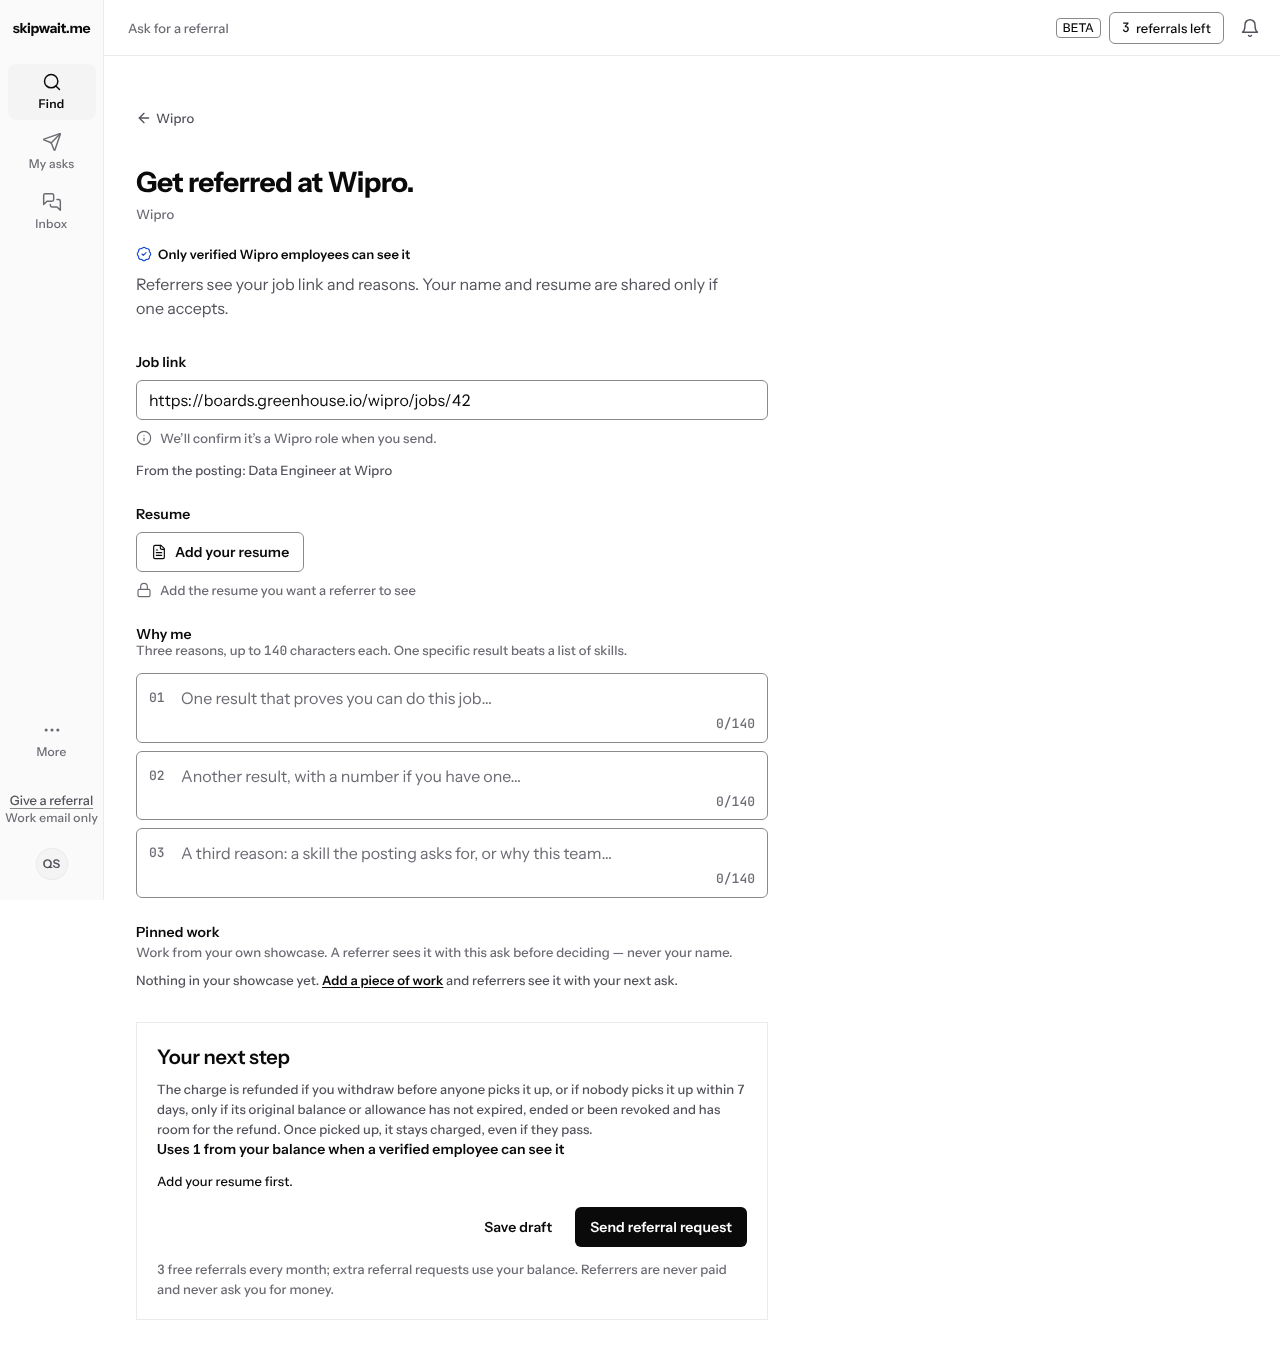 skipwait.me
Ask for a referral
BETA
3 referrals left
Find
My asks
Inbox
More
Give a referral
Work email only
QS
Wipro
Get referred at Wipro.
Wipro
Only verified Wipro employees can see it
Referrers see your job link and reasons. Your name and resume are shared only if
one accepts.
Job link
https://boards.greenhouse.io/wipro/jobs/42
We’ll confirm it’s a Wipro role when you send.
From the posting: Data Engineer at Wipro
Resume
Add your resume
Add the resume you want a referrer to see
Why me
Three reasons, up to 140 characters each. One specific result beats a list of skills.
01 One result that proves you can do this job…
0/140
02 Another result, with a number if you have one…
0/140
03 A third reason: a skill the posting asks for, or why this team…
0/140
Pinned work
Work from your own showcase. A referrer sees it with this ask before deciding — never your name.
Nothing in your showcase yet. Add a piece of work and referrers see it with your next ask.
Your next step
The charge is refunded if you withdraw before anyone picks it up, or if nobody picks it up within 7
days, only if its original balance or allowance has not expired, ended or been revoked and has
room for the refund. Once picked up, it stays charged, even if they pass.
Uses 1 from your balance when a verified employee can see it
Add your resume first.
Save draft
Send referral request
3 free referrals every month; extra referral requests use your balance. Referrers are never paid
and never ask you for money.